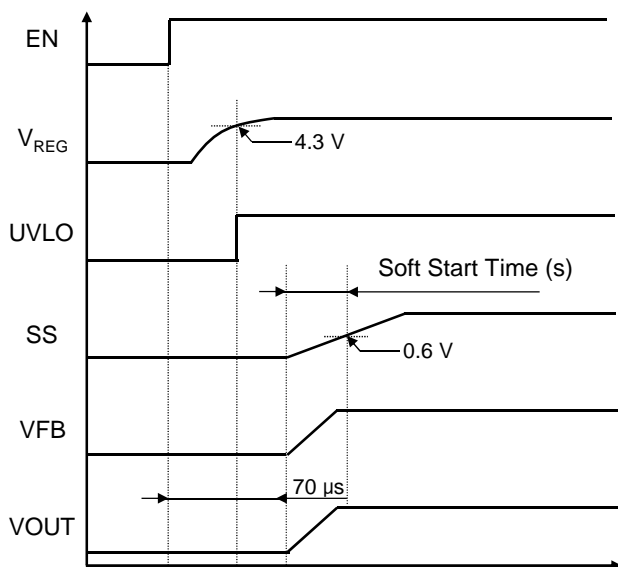 EN
V_REG
4.3 V
UVLO
Soft Start Time (s)
SS
0.6 V
VFB
70 µs
VOUT